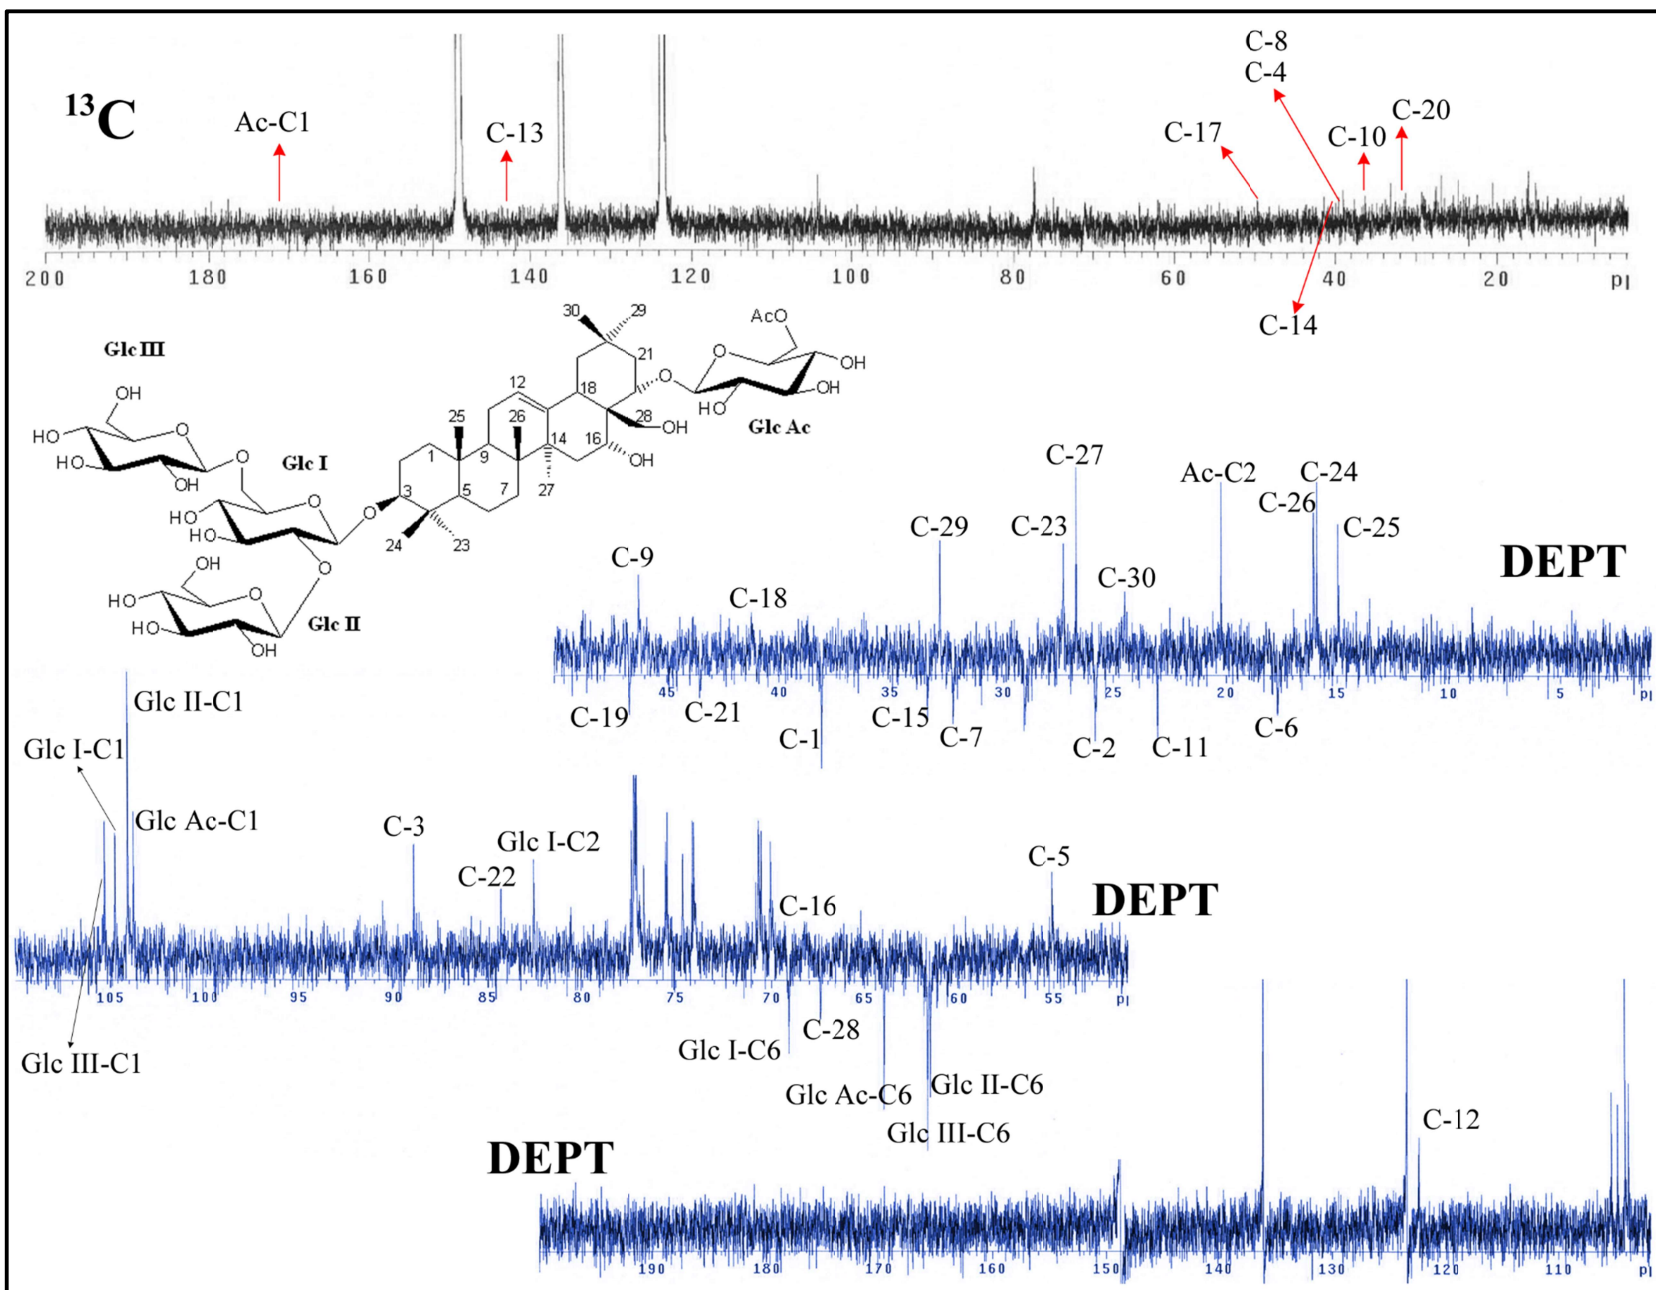 ¹³C
Ac-C1
C-13
C-17
C-8
C-4
C-10
C-20
C-14
200 180 160 140 120 100 80 60 40 20 p
Glc III
Glc I
Glc II
Glc Ac
OH
HO
HO
OH
O
O
O
HO
HO
O
O
OH
HO
HO
OH
O
O
30
29
21
12
18
25
26
28
OH
1
9
14
16
OH
3
5
7
27
24
23
AcO
O
O
OH
OH
HO
C-9
C-18
C-29
C-23
C-27
C-30
Ac-C2
C-26
C-24
C-25
DEPT
45 40 35 30 25 20 15 10 5 p
C-19
C-21
C-1
C-15
C-7
C-2
C-11
C-6
Glc II-C1
Glc I-C1
Glc Ac-C1
C-3
C-22
Glc I-C2
C-16
C-5
DEPT
105 100 95 90 85 80 75 70 65 60 55 p
Glc III-C1
Glc I-C6
C-28
Glc Ac-C6
Glc II-C6
Glc III-C6
DEPT
C-12
190 180 170 160 150 140 130 120 110 p